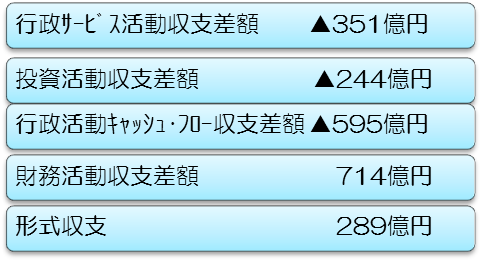 行政ｻｰﾋﾞｽ活動収支差額 ▲351億円
投資活動収支差額 ▲244億円
行政活動ｷｬｯｼｭ･ﾌﾛｰ収支差額 ▲595億円
財務活動収支差額 714億円
形式収支 289億円